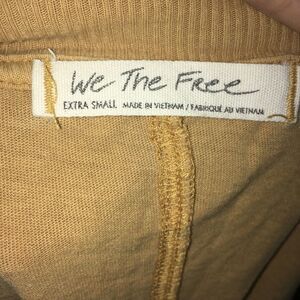 We The Free
EXTRA SMALL MADE IN VIETNAM / FABRIQUÉ AU VIETNAM